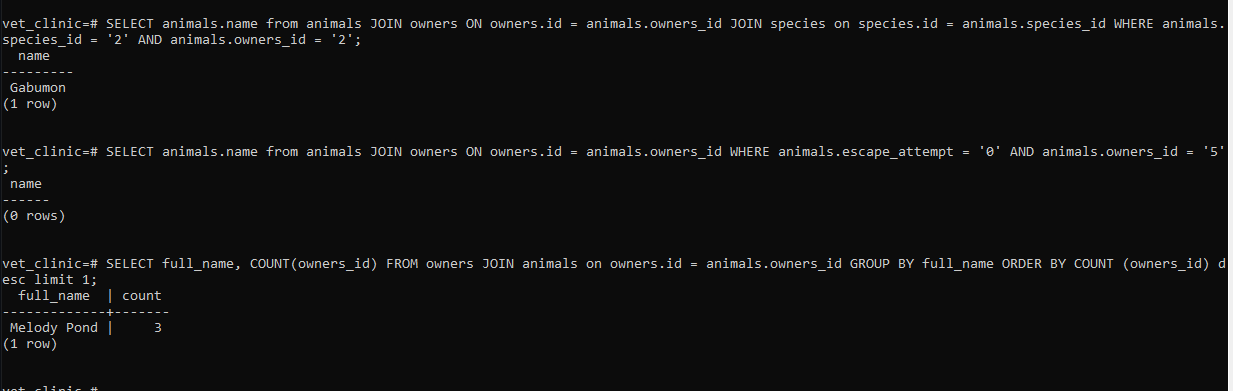 vet_clinic=# SELECT animals.name from animals JOIN owners ON owners.id = animals.owners_id JOIN species on species.id = animals.species_id WHERE animals.
species_id = '2' AND animals.owners_id = '2';
  name
---------
 Gabumon
(1 row)
vet_clinic=# SELECT animals.name from animals JOIN owners ON owners.id = animals.owners_id WHERE animals.escape_attempt = '0' AND animals.owners_id = '5'
;
 name
------
(0 rows)
vet_clinic=# SELECT full_name, COUNT(owners_id) FROM owners JOIN animals on owners.id = animals.owners_id GROUP BY full_name ORDER BY COUNT (owners_id) d
esc limit 1;
  full_name  | count
-------------+-------
 Melody Pond |     3
(1 row)
vet_clinic=#